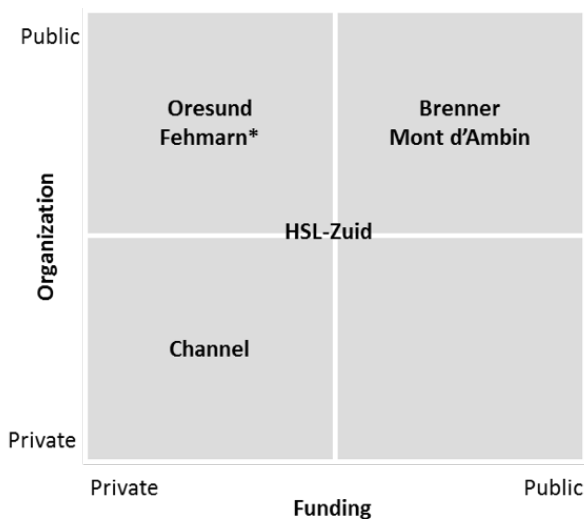 Public
Oresund
Fehmarn*
Brenner
Mont d’Ambin
Organization
HSL-Zuid
Channel
Private
Private
Public
Funding